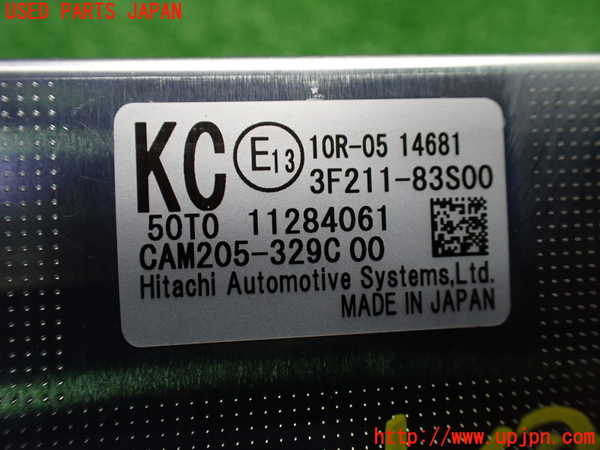 USED PARTS JAPAN
KC E13 10R-05 14681
3F211-83S00
50T0 11284061
CAM205-329C 00
Hitachi Automotive Systems,Ltd.
MADE IN JAPAN
http://www.upjpn.com/